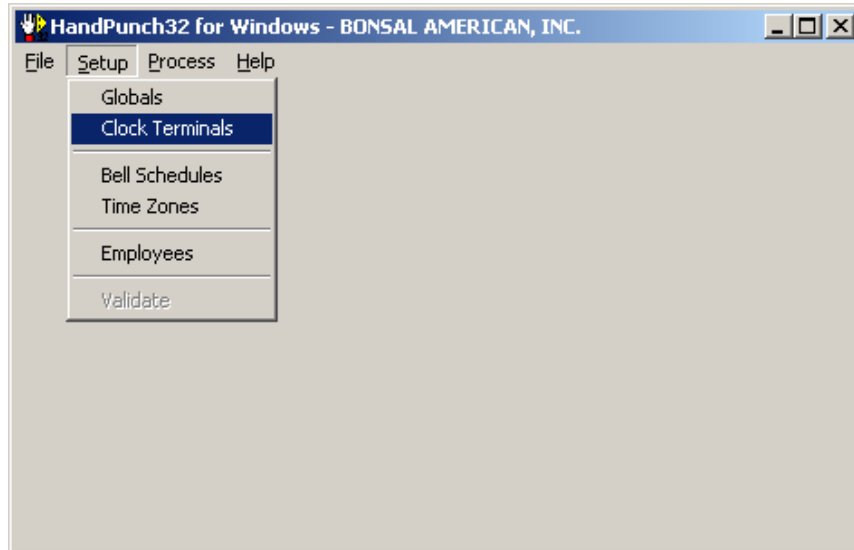 HandPunch32 for Windows - BONSAL AMERICAN, INC.
File Setup Process Help
Globals
Clock Terminals
Bell Schedules
Time Zones
Employees
Validate